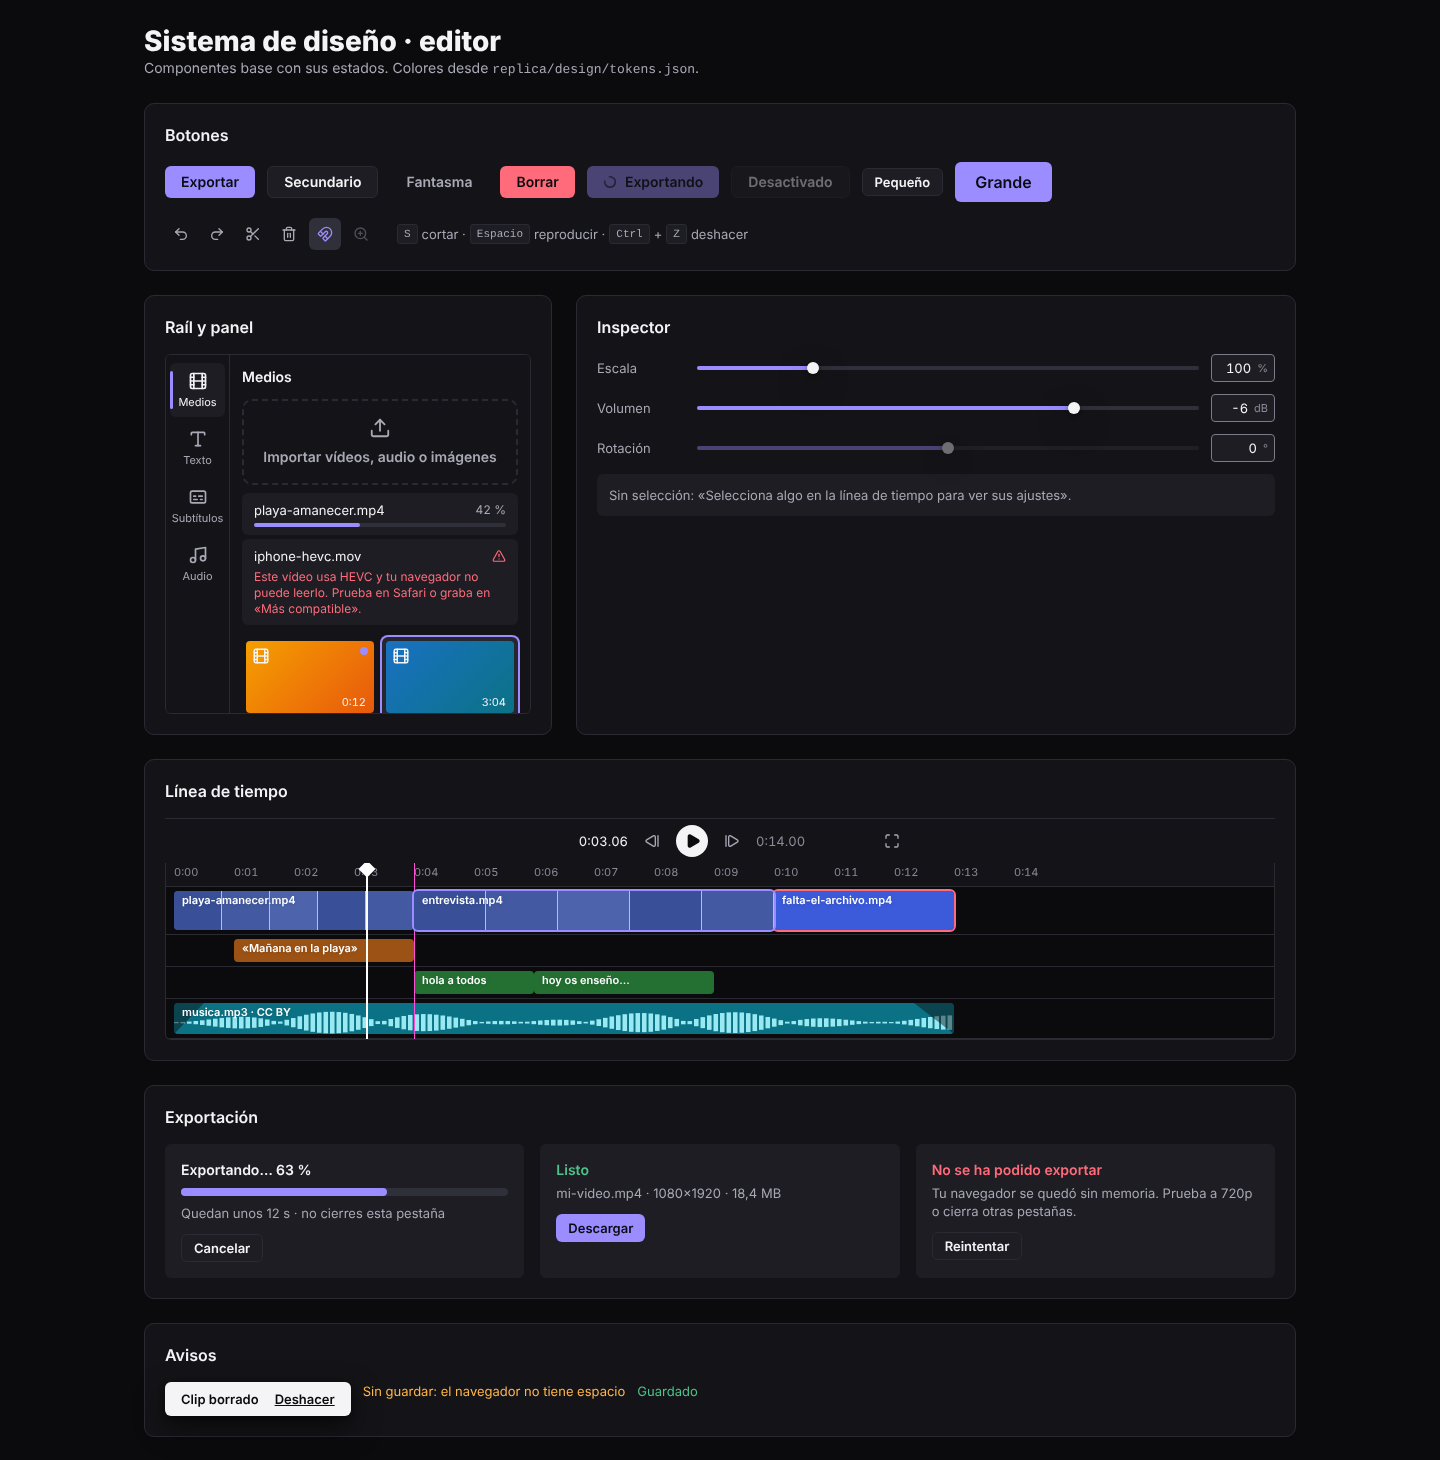 Sistema de diseño · editor
Componentes base con sus estados. Colores desde replica/design/tokens.json.
Botones
Exportar Secundario Fantasma Borrar Exportando Desactivado Pequeño Grande
S cortar · Espacio reproducir · Ctrl + Z deshacer
Raíl y panel
Medios
Texto
Subtítulos
Audio
Medios
Importar vídeos, audio o imágenes
playa-amanecer.mp4 42 %
iphone-hevc.mov
Este vídeo usa HEVC y tu navegador no
puede leerlo. Prueba en Safari o graba en
«Más compatible».
0:12 3:04
Inspector
Escala 100 %
Volumen -6 dB
Rotación 0 °
Sin selección: «Selecciona algo en la línea de tiempo para ver sus ajustes».
Línea de tiempo
0:03.06 0:14.00
0:00 0:01 0:02 0:03 0:04 0:05 0:06 0:07 0:08 0:09 0:10 0:11 0:12 0:13 0:14
playa-amanecer.mp4 entrevista.mp4 falta-el-archivo.mp4
«Mañana en la playa»
hola a todos hoy os enseño…
musica.mp3 · CC BY
Exportación
Exportando… 63 %
Quedan unos 12 s · no cierres esta pestaña
Cancelar
Listo
mi-video.mp4 · 1080×1920 · 18,4 MB
Descargar
No se ha podido exportar
Tu navegador se quedó sin memoria. Prueba a 720p
o cierra otras pestañas.
Reintentar
Avisos
Clip borrado Deshacer Sin guardar: el navegador no tiene espacio Guardado